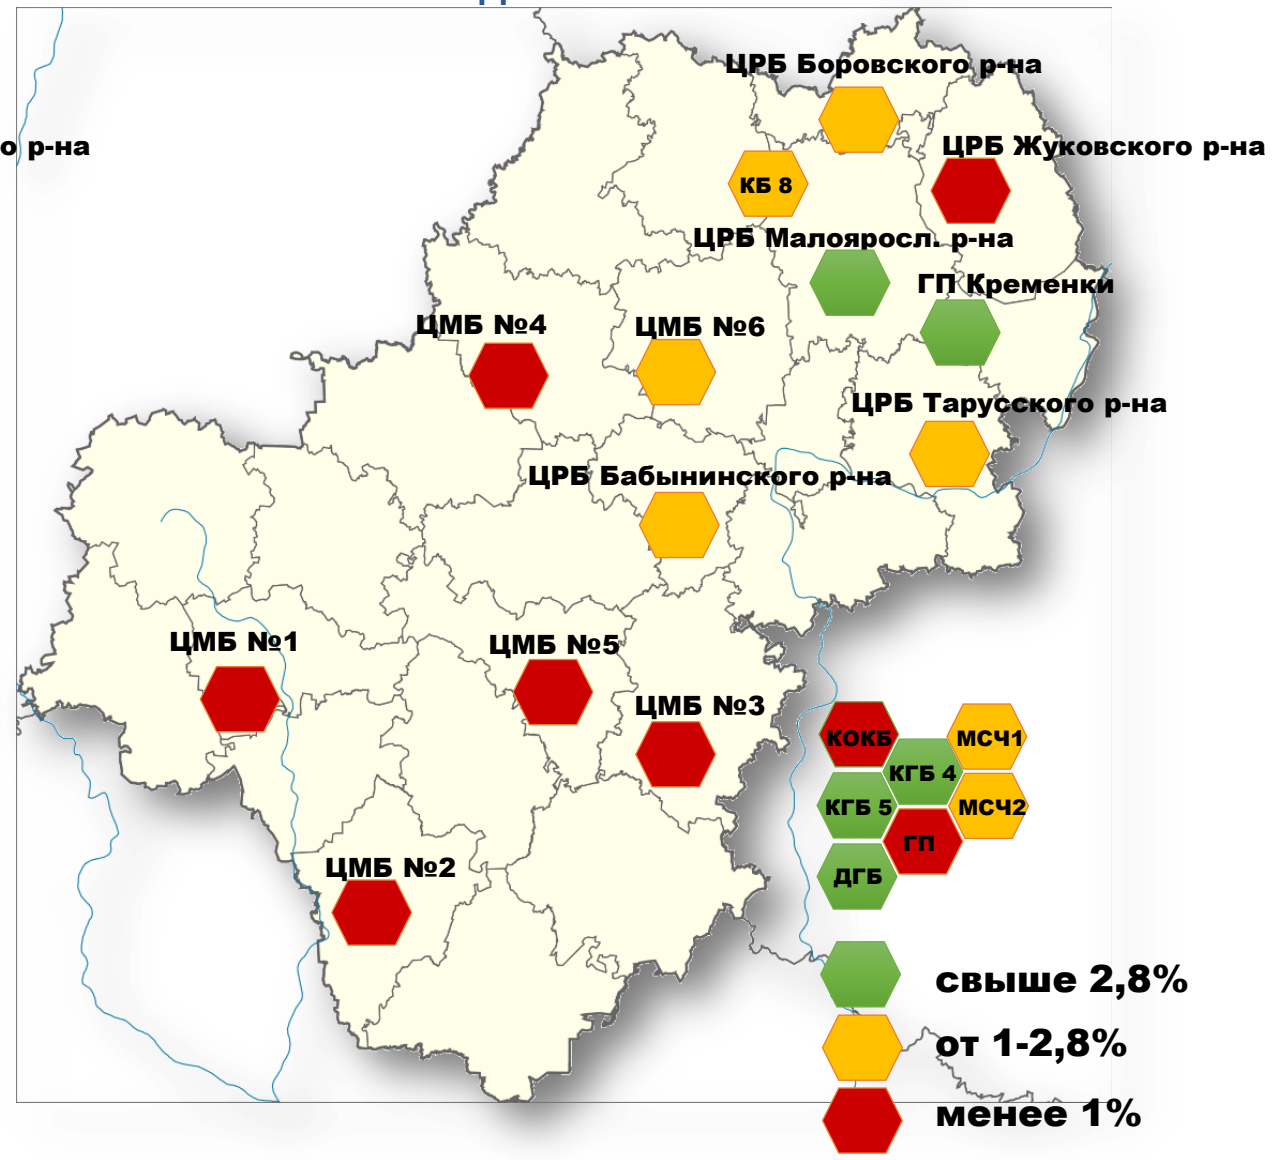 ЦРБ Боровского р-на
о р-на
ЦРБ Жуковского р-на
КБ 8
ЦРБ Малояросл. р-на
ГП Кременки
ЦМБ №4
ЦМБ №6
ЦРБ Тарусского р-на
ЦРБ Бабынинского р-на
ЦМБ №1
ЦМБ №5
ЦМБ №3
КОКБ
МСЧ1
КГБ 4
КГБ 5
МСЧ2
ГП
ДГБ
ЦМБ №2
свыше 2,8%
от 1-2,8%
менее 1%